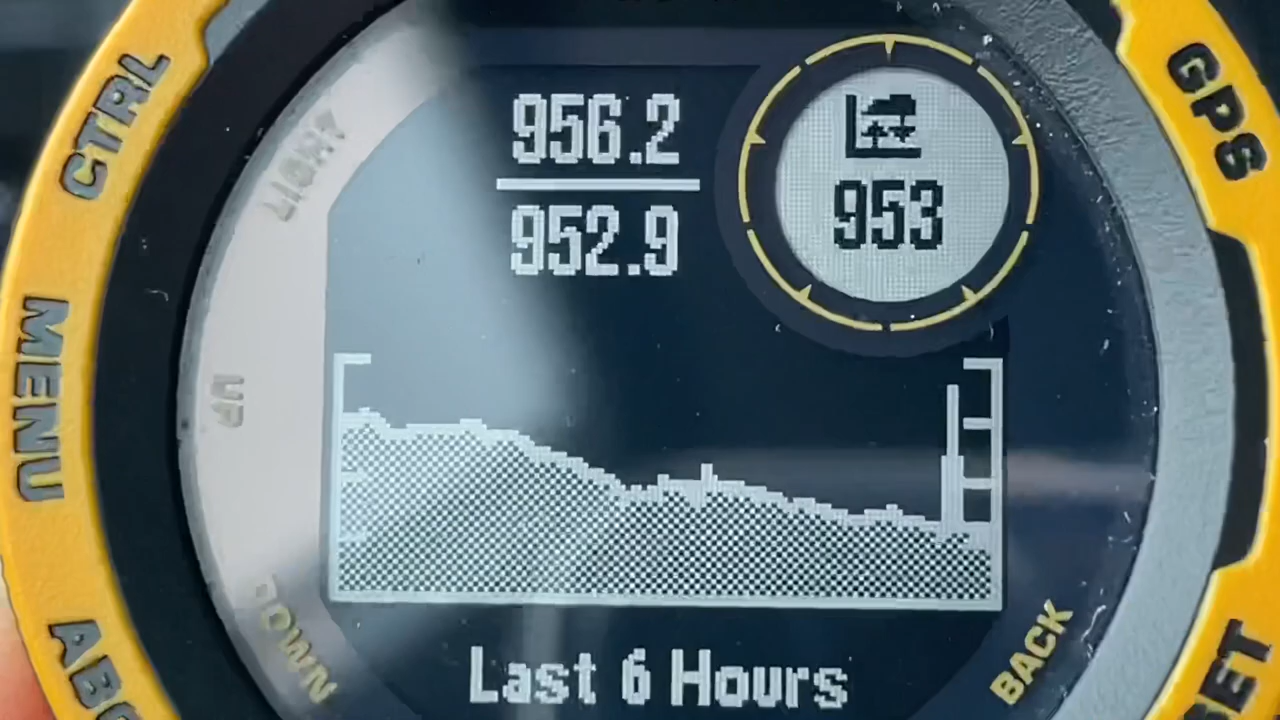 CTRL
GPS
LIGHT
956.2
952.9
953
MENU
UP
DOWN
Last 6 Hours
BACK